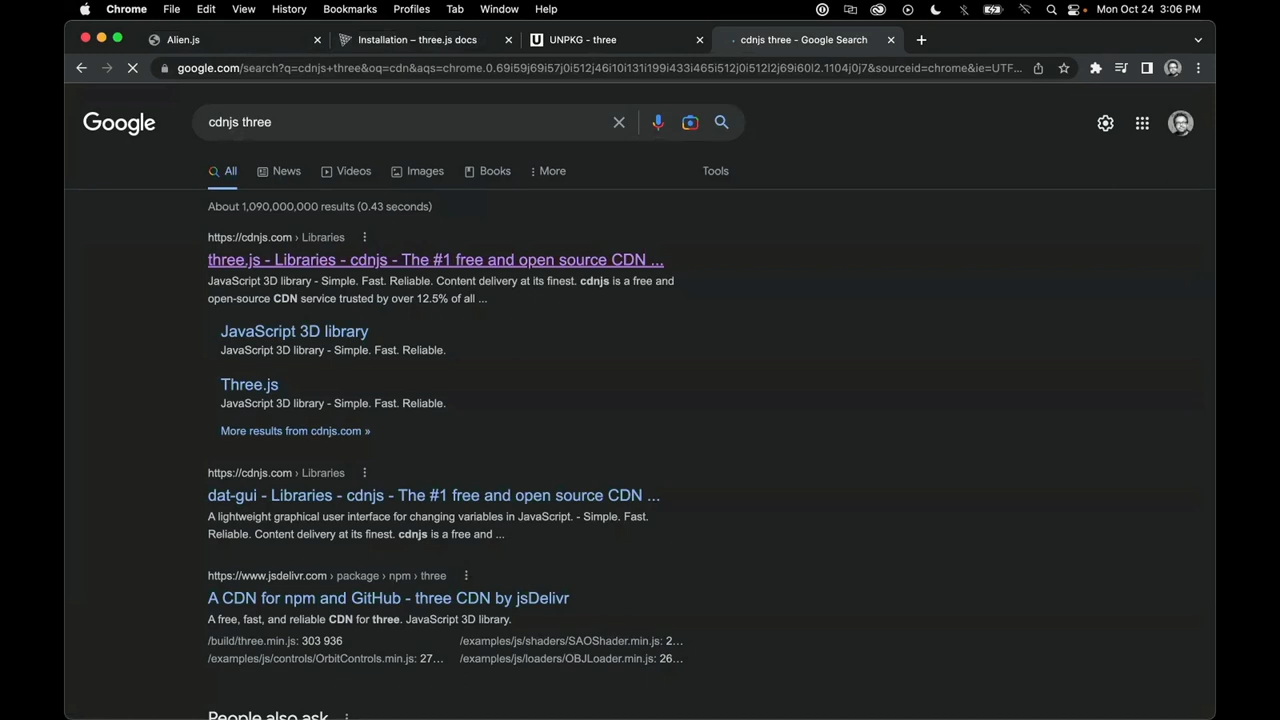 Chrome File Edit View History Bookmarks Profiles Tab Window Help Mon Oct 24 3:06 PM
Alien.js Installation – three.js docs UNPKG - three cdnjs three - Google Search
google.com/search?q=cdnjs+three&oq=cdn&aqs=chrome.0.69i59j69i57j0i512j46i10i131i199i433i465i512j0i512l2j69i60l2.1104j0j7&sourceid=chrome&ie=UTF...
Google cdnjs three
All News Videos Images Books More Tools
About 1,090,000,000 results (0.43 seconds)
https://cdnjs.com › Libraries
three.js - Libraries - cdnjs - The #1 free and open source CDN ...
JavaScript 3D library - Simple. Fast. Reliable. Content delivery at its finest. cdnjs is a free and
open-source CDN service trusted by over 12.5% of all ...
JavaScript 3D library
JavaScript 3D library - Simple. Fast. Reliable.
Three.js
JavaScript 3D library - Simple. Fast. Reliable.
More results from cdnjs.com »
https://cdnjs.com › Libraries
dat-gui - Libraries - cdnjs - The #1 free and open source CDN ...
A lightweight graphical user interface for changing variables in JavaScript. - Simple. Fast.
Reliable. Content delivery at its finest. cdnjs is a free and ...
https://www.jsdelivr.com › package › npm › three
A CDN for npm and GitHub - three CDN by jsDelivr
A free, fast, and reliable CDN for three. JavaScript 3D library.
/build/three.min.js: 303 936 /examples/js/shaders/SAOShader.min.js: 2...
/examples/js/controls/OrbitControls.min.js: 27... /examples/js/loaders/OBJLoader.min.js: 26...
People also ask